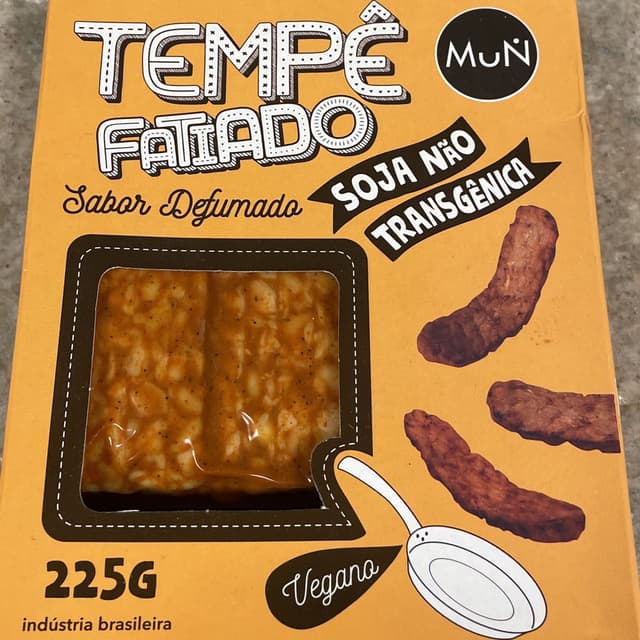 TEMPÊ
MUN
FATIADO
Sabor Defumado
SOJA NÃO
TRANSGÊNICA
225G
Vegano
indústria brasileira